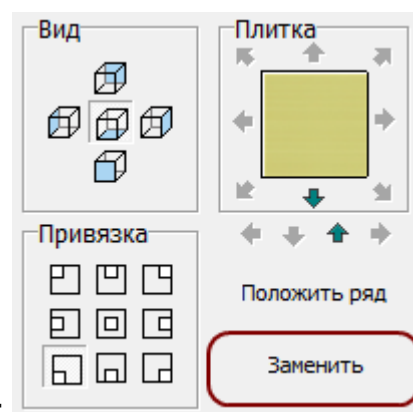 Вид
Плитка
Привязка
Положить ряд
Заменить